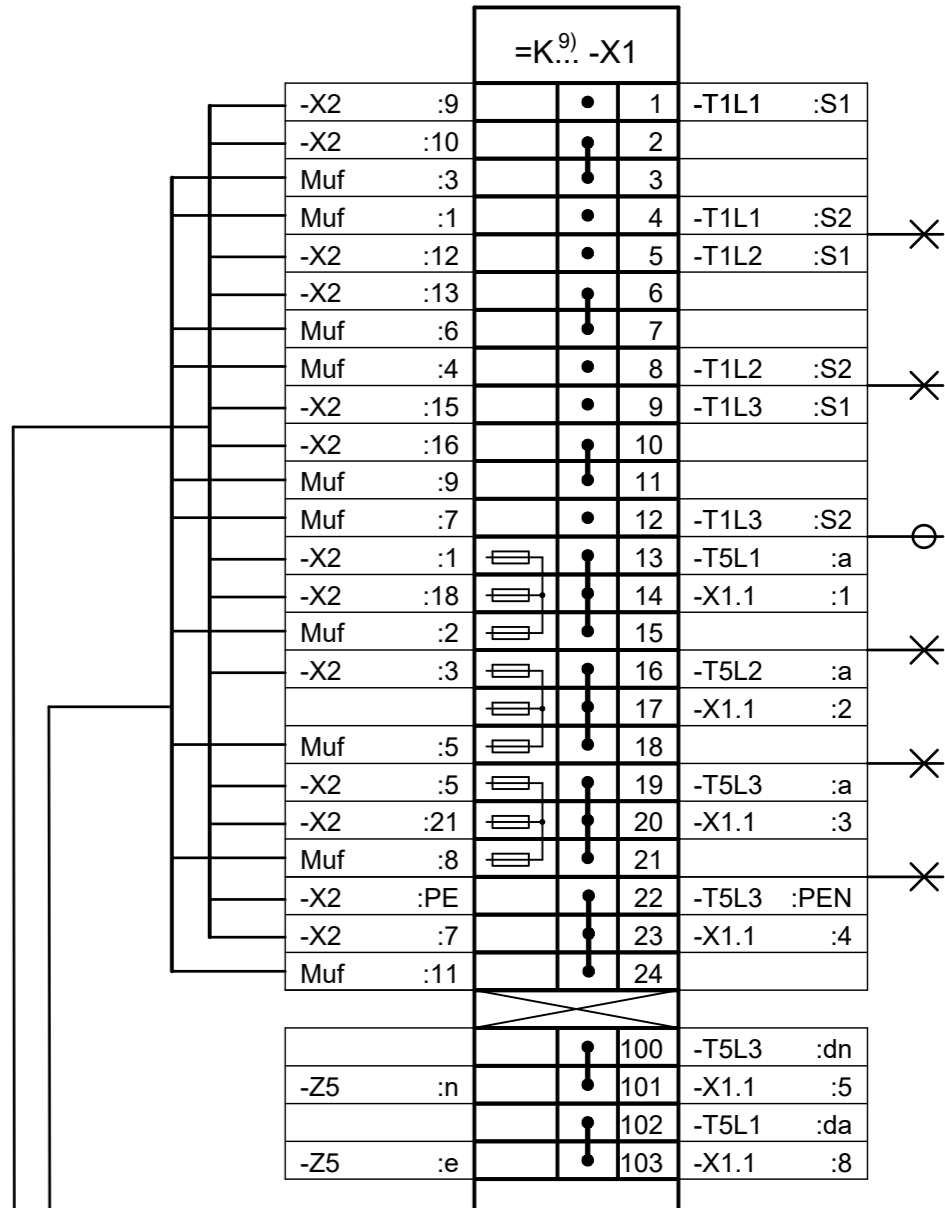 =K...⁹⁾ -X1
-X2 :9 1 -T1L1 :S1
-X2 :10 2
Muf :3 3
Muf :1 4 -T1L1 :S2
-X2 :12 5 -T1L2 :S1
-X2 :13 6
Muf :6 7
Muf :4 8 -T1L2 :S2
-X2 :15 9 -T1L3 :S1
-X2 :16 10
Muf :9 11
Muf :7 12 -T1L3 :S2
-X2 :1 13 -T5L1 :a
-X2 :18 14 -X1.1 :1
Muf :2 15
-X2 :3 16 -T5L2 :a
17 -X1.1 :2
Muf :5 18
-X2 :5 19 -T5L3 :a
-X2 :21 20 -X1.1 :3
Muf :8 21
-X2 :PE 22 -T5L3 :PEN
-X2 :7 23 -X1.1 :4
Muf :11 24
100 -T5L3 :dn
-Z5 :n 101 -X1.1 :5
102 -T5L1 :da
-Z5 :e 103 -X1.1 :8